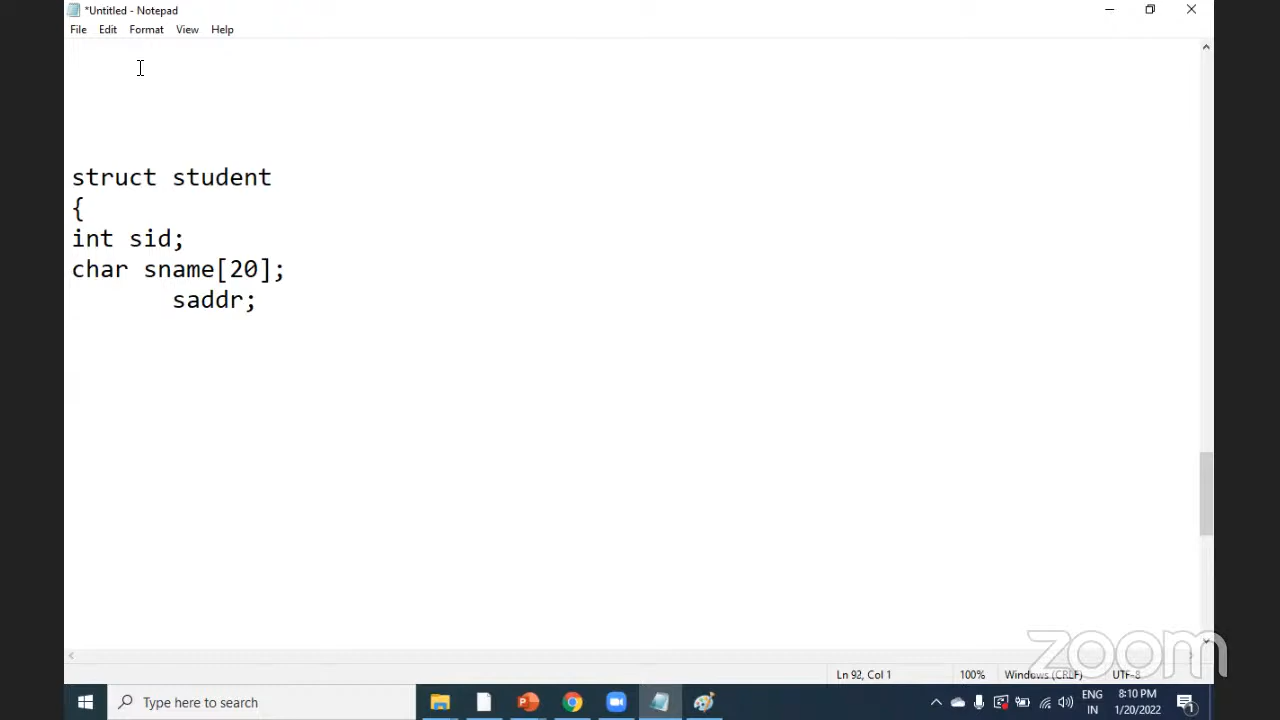 *Untitled - Notepad
File Edit Format View Help
struct student
{
int sid;
char sname[20];
saddr;
Ln 92, Col 1 100% Windows (CRLF) UTF-8
zoom
Type here to search
ENG
IN
8:10 PM
1/20/2022
1